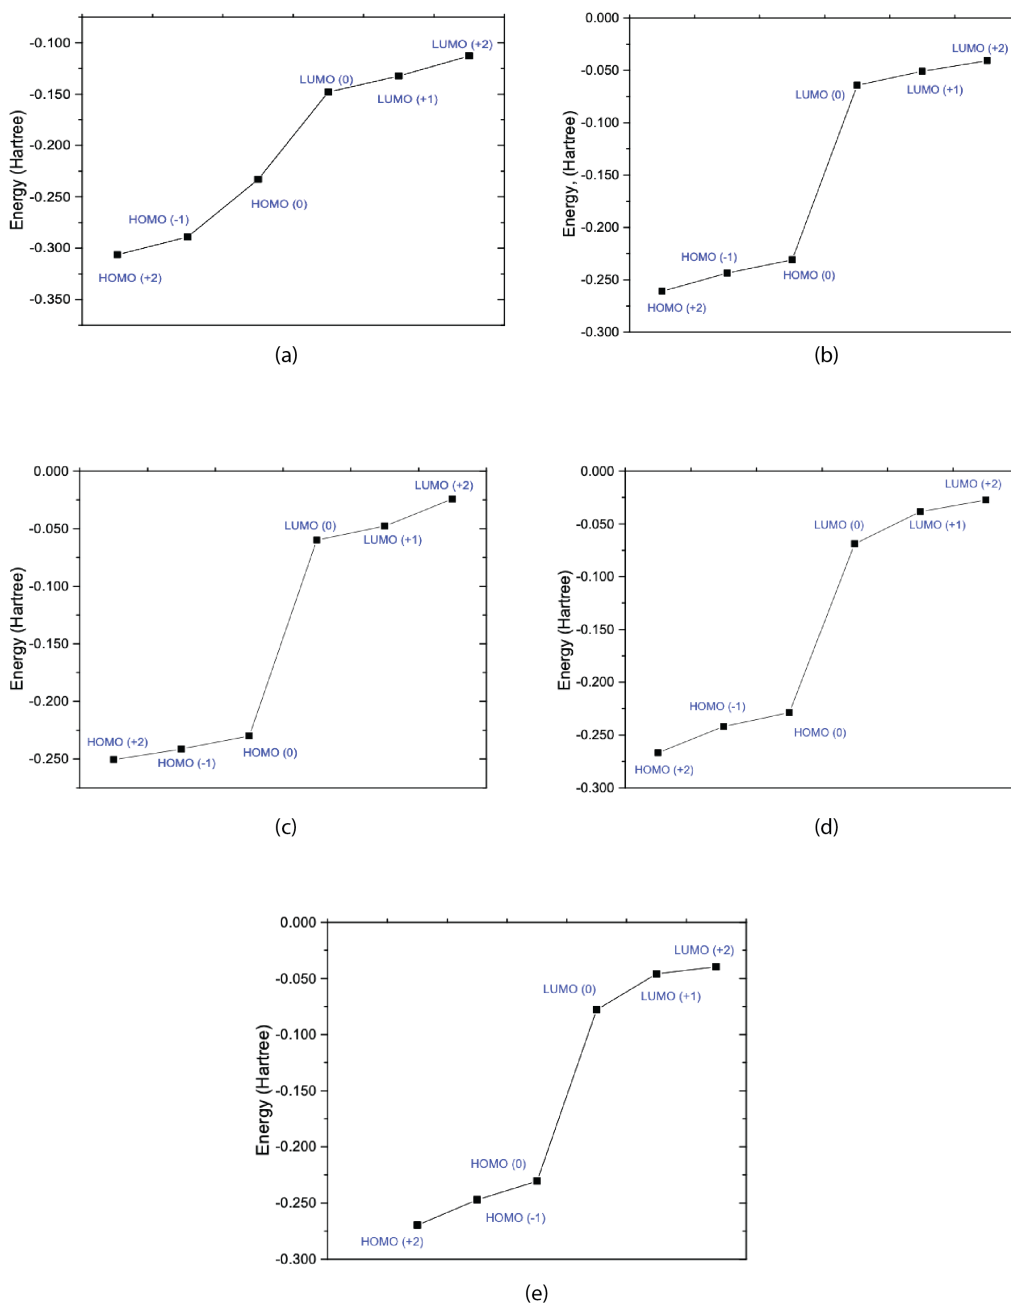 -0.100
-0.150
-0.200
-0.250
-0.300
-0.350
Energy (Hartree)
LUMO (+2)
LUMO (0)
LUMO (+1)
HOMO (0)
HOMO (-1)
HOMO (+2)
(a)
0.000
-0.050
-0.100
-0.150
-0.200
-0.250
-0.300
Energy, (Hartree)
LUMO (+2)
LUMO (0)
LUMO (+1)
HOMO (-1)
HOMO (0)
HOMO (+2)
(b)
0.000
-0.050
-0.100
-0.150
-0.200
-0.250
Energy (Hartree)
LUMO (+2)
LUMO (0)
LUMO (+1)
HOMO (+2)
HOMO (0)
HOMO (-1)
(c)
0.000
-0.050
-0.100
-0.150
-0.200
-0.250
-0.300
Energy (Hartree)
LUMO (+2)
LUMO (0)
LUMO (+1)
HOMO (-1)
HOMO (0)
HOMO (+2)
(d)
0.000
-0.050
-0.100
-0.150
-0.200
-0.250
-0.300
Energy (Hartree)
LUMO (+2)
LUMO (0)
LUMO (+1)
HOMO (0)
HOMO (-1)
HOMO (+2)
(e)